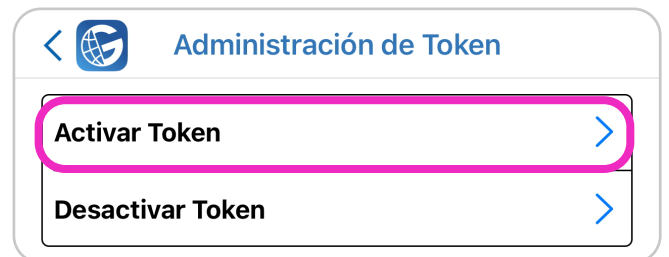 Administración de Token
Activar Token
Desactivar Token